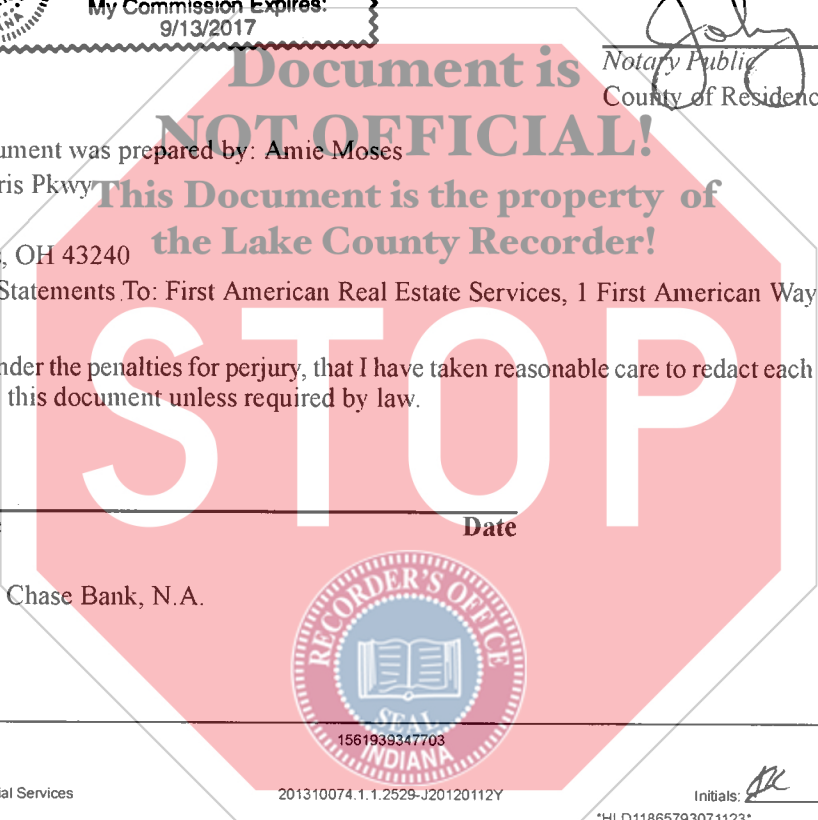 My Commission Expires:
9/13/2017
Notary Public
County of Residenc
Document is
NOT OFFICIAL!
This Document is the property of
the Lake County Recorder!
ument was prepared by: Amie Moses
ris Pkwy
, OH 43240
Statements To: First American Real Estate Services, 1 First American Way
nder the penalties for perjury, that I have taken reasonable care to redact each
this document unless required by law.
STOP
Date
Chase Bank, N.A.
RECORDER'S OFFICE
SEAL
INDIANA
1561939347703
ial Services
201310074.1.1.2529-J20120112Y
Initials:
*HLD11865793071123*